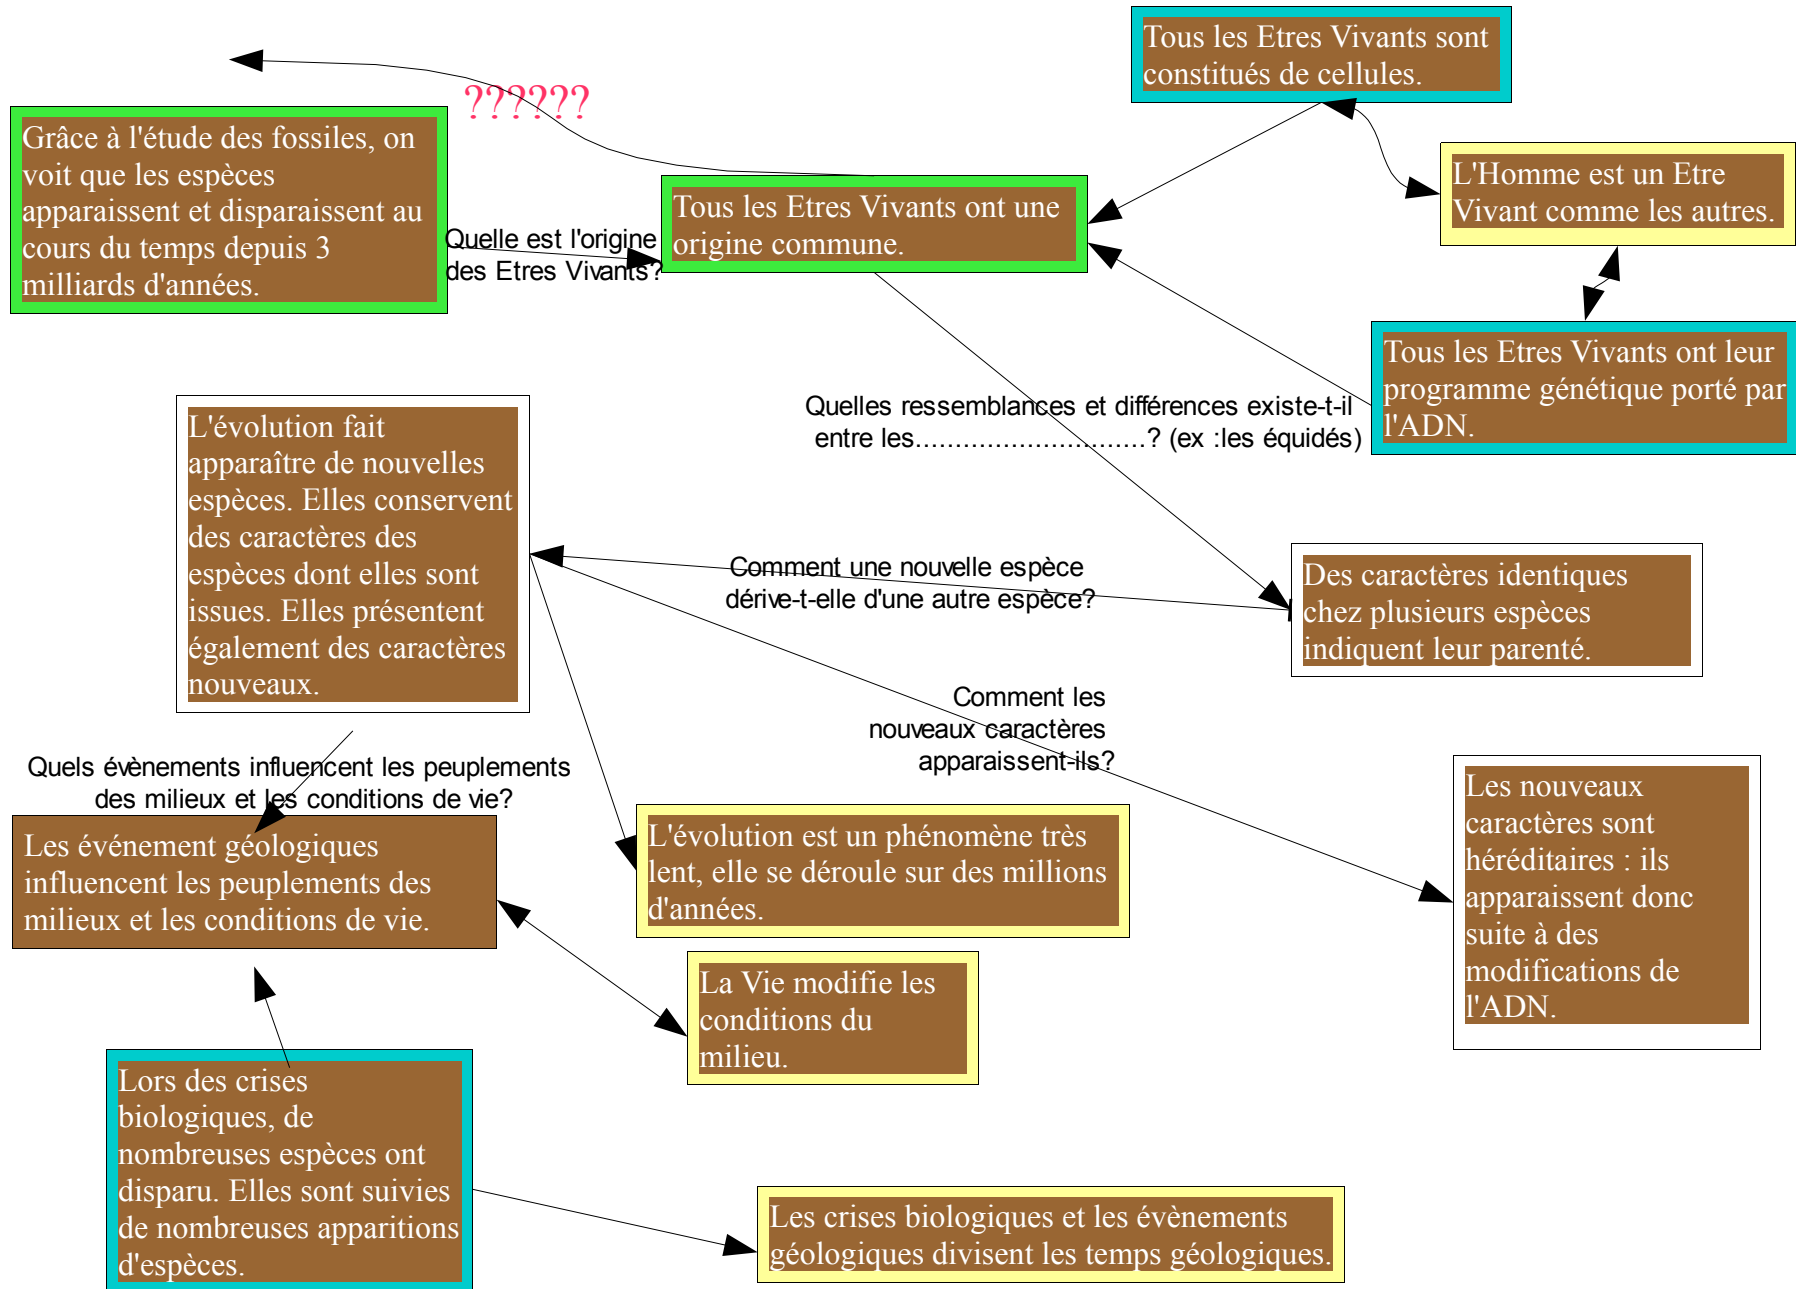 Tous les Etres Vivants sont
constitués de cellules.
??????
Grâce à l'étude des fossiles, on
voit que les espèces
apparaissent et disparaissent au
cours du temps depuis 3
milliards d'années.
Quelle est l'origine
des Etres Vivants?
Tous les Etres Vivants ont une
origine commune.
L'Homme est un Etre
Vivant comme les autres.
Tous les Etres Vivants ont leur
programme génétique porté par
l'ADN.
Quelles ressemblances et différences existe-t-il
entre les.............................? (ex :les équidés)
L'évolution fait
apparaître de nouvelles
espèces. Elles conservent
des caractères des
espèces dont elles sont
issues. Elles présentent
également des caractères
nouveaux.
Comment une nouvelle espèce
dérive-t-elle d'une autre espèce?
Des caractères identiques
chez plusieurs espèces
indiquent leur parenté.
Comment les
nouveaux caractères
apparaissent-ils?
Quels évènements influencent les peuplements
des milieux et les conditions de vie?
Les événement géologiques
influencent les peuplements des
milieux et les conditions de vie.
L'évolution est un phénomène très
lent, elle se déroule sur des millions
d'années.
Les nouveaux
caractères sont
héréditaires : ils
apparaissent donc
suite à des
modifications de
l'ADN.
La Vie modifie les
conditions du
milieu.
Lors des crises
biologiques, de
nombreuses espèces ont
disparu. Elles sont suivies
de nombreuses apparitions
d'espèces.
Les crises biologiques et les évènements
géologiques divisent les temps géologiques.